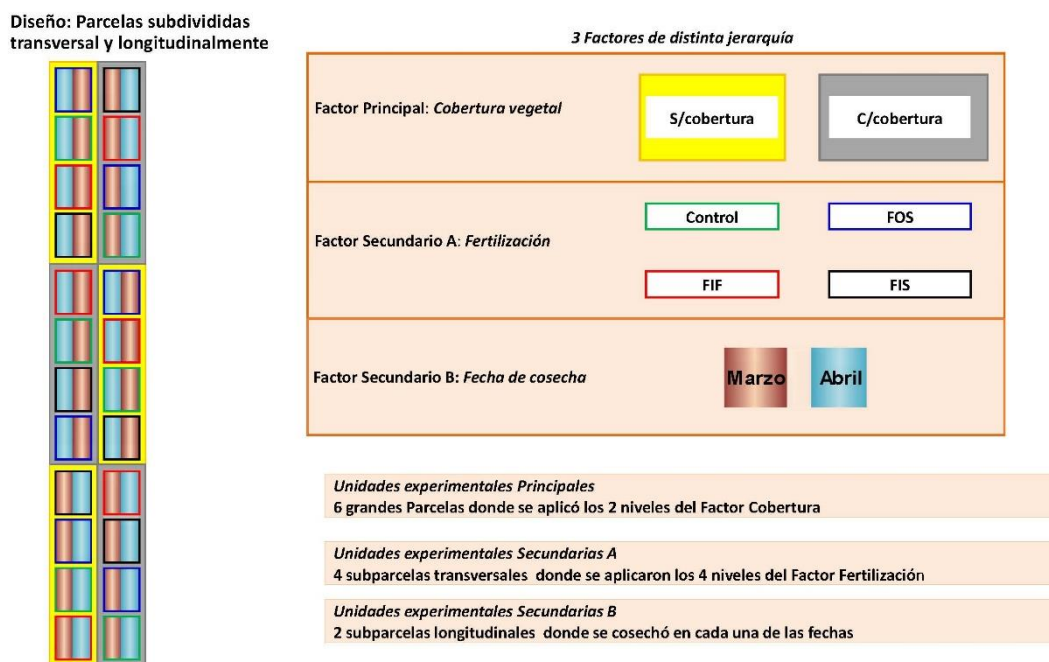 Diseño: Parcelas subdivididas
transversal y longitudinalmente
3 Factores de distinta jerarquía
Factor Principal: Cobertura vegetal
S/cobertura
C/cobertura
Factor Secundario A: Fertilización
Control
FOS
FIF
FIS
Factor Secundario B: Fecha de cosecha
Marzo
Abril
Unidades experimentales Principales
6 grandes Parcelas donde se aplicó los 2 niveles del Factor Cobertura
Unidades experimentales Secundarias A
4 subparcelas transversales donde se aplicaron los 4 niveles del Factor Fertilización
Unidades experimentales Secundarias B
2 subparcelas longitudinales donde se cosechó en cada una de las fechas